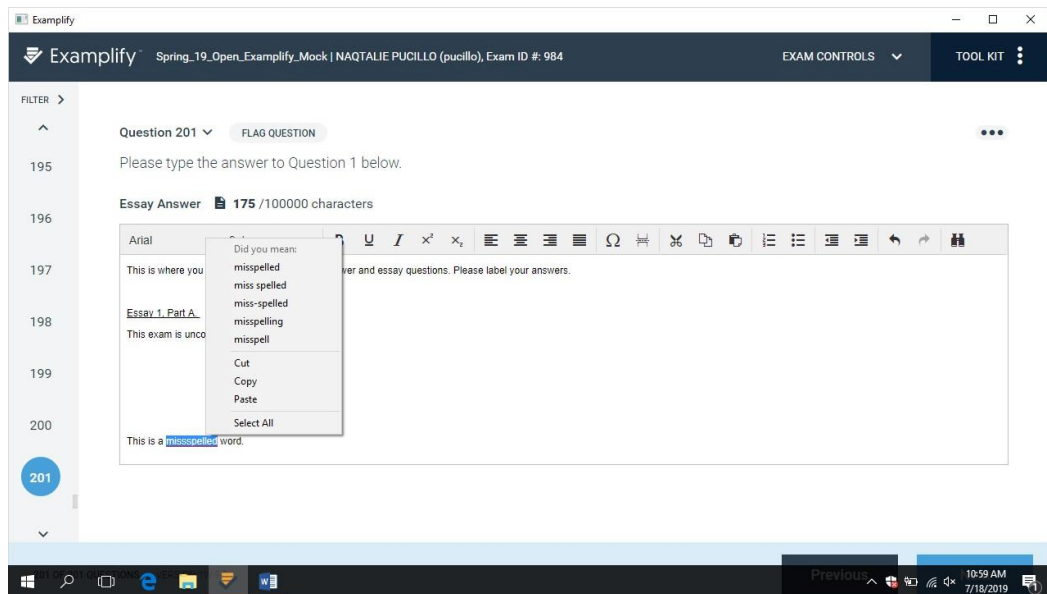 Examplify
Examplify Spring_19_Open_Examplify_Mock | NAQTALIE PUCILLO (pucillo), Exam ID #: 984 EXAM CONTROLS TOOL KIT
FILTER
195
196
197
198
199
200
201
Question 201 FLAG QUESTION
Please type the answer to Question 1 below.
Essay Answer 175 /100000 characters
Arial
B U I x² x₂ Ω
This is where you
wer and essay questions. Please label your answers.
Essay 1, Part A.
This exam is unco
Did you mean:
misspelled
miss spelled
miss-spelled
misspelling
misspell
Cut
Copy
Paste
Select All
This is a missspelled word.
Previous
10:59 AM
7/18/2019
1